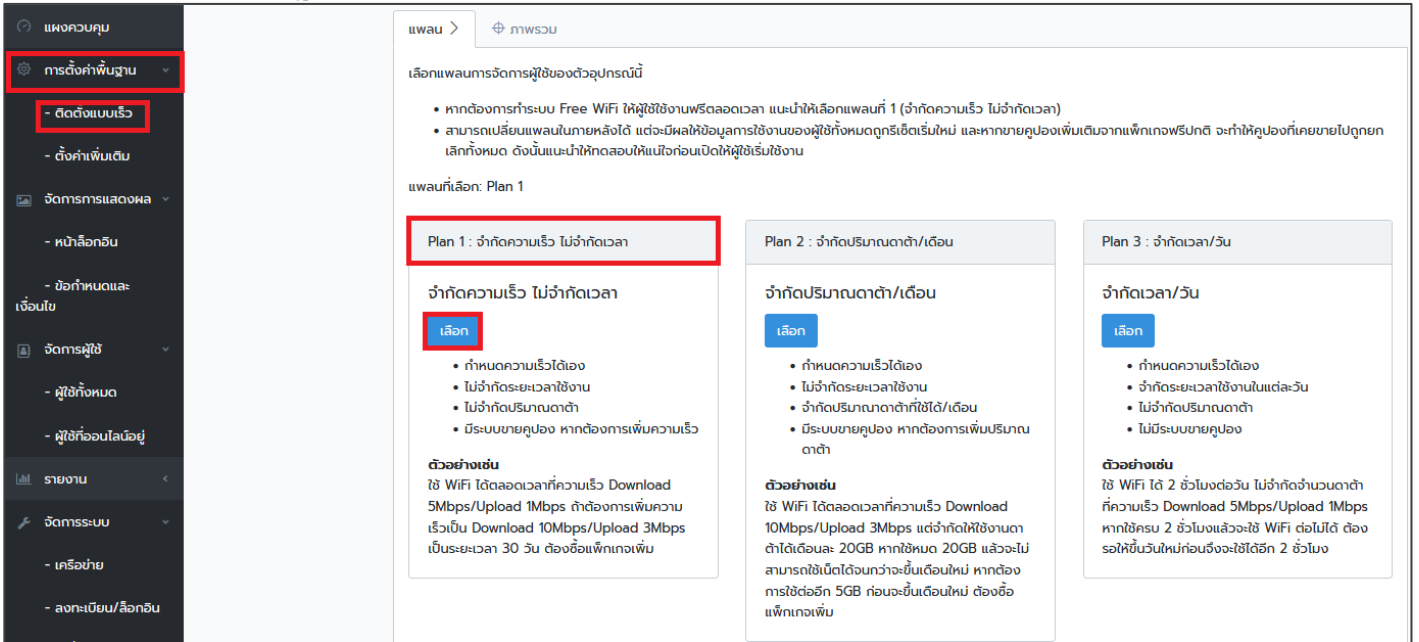 แผงควบคุม
การตั้งค่าพื้นฐาน
- ติดตั้งแบบเร็ว
- ตั้งค่าเพิ่มเติม
จัดการการแสดงผล
- หน้าล็อกอิน
- ข้อกำหนดและ
เงื่อนไข
จัดการผู้ใช้
- ผู้ใช้ทั้งหมด
- ผู้ใช้ที่ออนไลน์อยู่
รายงาน
จัดการระบบ
- เครือข่าย
- ลงทะเบียน/ล็อกอิน
แพลน
ภาพรวม
เลือกแพลนการจัดการผู้ใช้ของตัวอุปกรณ์นี้
• หากต้องการทำระบบ Free WiFi ให้ผู้ใช้ใช้งานฟรีตลอดเวลา แนะนำให้เลือกแพลนที่ 1 (จำกัดความเร็ว ไม่จำกัดเวลา)
• สามารถเปลี่ยนแพลนในภายหลังได้ แต่จะมีผลให้ข้อมูลการใช้งานของผู้ใช้ทั้งหมดถูกรีเซ็ตเริ่มใหม่ และหากขายคูปองเพิ่มเติมจากแพ็กเกจฟรีปกติ จะทำให้คูปองที่เคยขายไปถูกยก
เลิกทั้งหมด ดังนั้นแนะนำให้ทดสอบให้แน่ใจก่อนเปิดให้ผู้ใช้เริ่มใช้งาน
แพลนที่เลือก: Plan 1
Plan 1 : จำกัดความเร็ว ไม่จำกัดเวลา
จำกัดความเร็ว ไม่จำกัดเวลา
เลือก
• กำหนดความเร็วได้เอง
• ไม่จำกัดระยะเวลาใช้งาน
• ไม่จำกัดปริมาณดาต้า
• มีระบบขายคูปอง หากต้องการเพิ่มความเร็ว
ตัวอย่างเช่น
ใช้ WiFi ได้ตลอดเวลาที่ความเร็ว Download
5Mbps/Upload 1Mbps ถ้าต้องการเพิ่มความ
เร็วเป็น Download 10Mbps/Upload 3Mbps
เป็นระยะเวลา 30 วัน ต้องซื้อแพ็กเกจเพิ่ม
Plan 2 : จำกัดปริมาณดาต้า/เดือน
จำกัดปริมาณดาต้า/เดือน
เลือก
• กำหนดความเร็วได้เอง
• ไม่จำกัดระยะเวลาใช้งาน
• จำกัดปริมาณาดาต้าที่ใช้ได้/เดือน
• มีระบบขายคูปอง หากต้องการเพิ่มปริมาณ
ดาต้า
ตัวอย่างเช่น
ใช้ WiFi ได้ตลอดเวลาที่ความเร็ว Download
10Mbps/Upload 3Mbps แต่จำกัดให้ใช้งานดา
ต้าได้เดือนละ 20GB หากใช้หมด 20GB แล้วจะไม่
สามารถใช้เน็ตได้จนกว่าจะขึ้นเดือนใหม่ หากต้อง
การใช้ต่ออีก 5GB ก่อนจะขึ้นเดือนใหม่ ต้องซื้อ
แพ็กเกจเพิ่ม
Plan 3 : จำกัดเวลา/วัน
จำกัดเวลา/วัน
เลือก
• กำหนดความเร็วได้เอง
• จำกัดระยะเวลาใช้งานในแต่ละวัน
• ไม่จำกัดปริมาณดาต้า
• ไม่มีระบบขายคูปอง
ตัวอย่างเช่น
ใช้ WiFi ได้ 2 ชั่วโมงต่อวัน ไม่จำกัดจำนวนดาต้า
ที่ความเร็ว Download 5Mbps/Upload 1Mbps
หากใช้ครบ 2 ชั่วโมงแล้วจะใช้ WiFi ต่อไม่ได้ ต้อง
รอให้ขึ้นวันใหม่ก่อนจึงจะใช้ได้อีก 2 ชั่วโมง